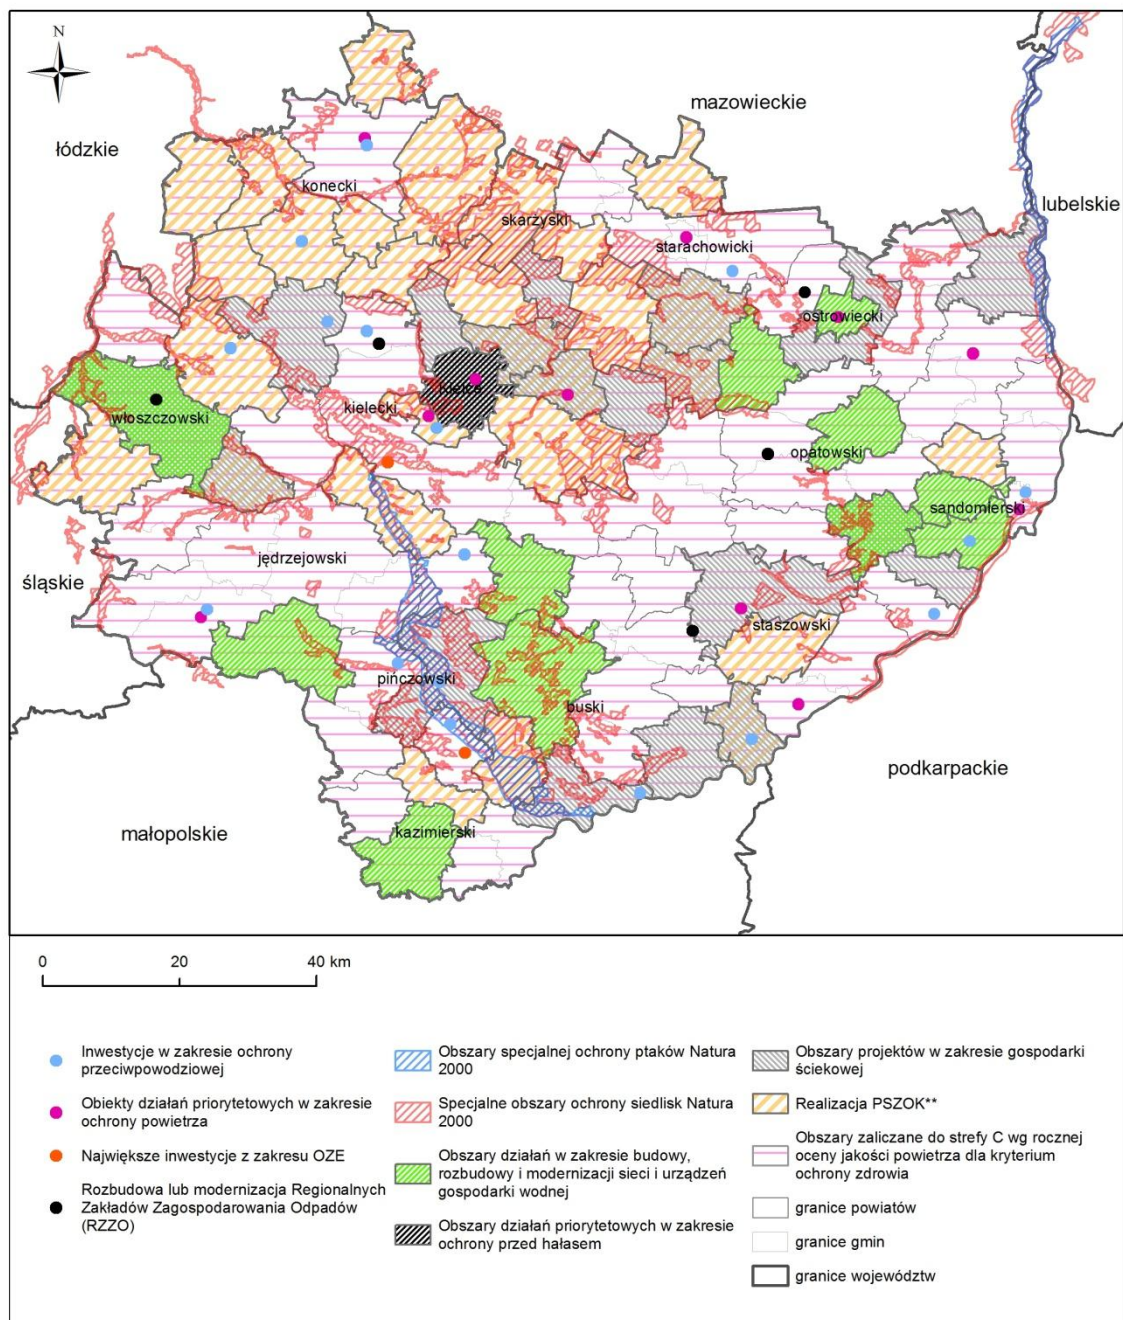 N
mazowieckie
łódzkie
konecki
lubelskie
skarżyski
starachowicki
ostrowiecki
kielecki
włoszczowski
opatowski
sandomierski
jędrzejowski
śląskie
staszowski
pińczowski
buski
podkarpackie
małopolskie
kazimierski
0 20 40 km
Inwestycje w zakresie ochrony
przeciwpowodziowej
Obiekty działań priorytetowych w zakresie
ochrony powietrza
Największe inwestycje z zakresu OZE
Rozbudowa lub modernizacja Regionalnych
Zakładów Zagospodarowania Odpadów
(RZZO)
Obszary specjalnej ochrony ptaków Natura
2000
Specjalne obszary ochrony siedlisk Natura
2000
Obszary działań w zakresie budowy,
rozbudowy i modernizacji sieci i urządzeń
gospodarki wodnej
Obszary działań priorytetowych w zakresie
ochrony przed hałasem
Obszary projektów w zakresie gospodarki
ściekowej
Realizacja PSZOK**
Obszary zaliczane do strefy C wg rocznej
oceny jakości powietrza dla kryterium
ochrony zdrowia
granice powiatów
granice gmin
granice województw